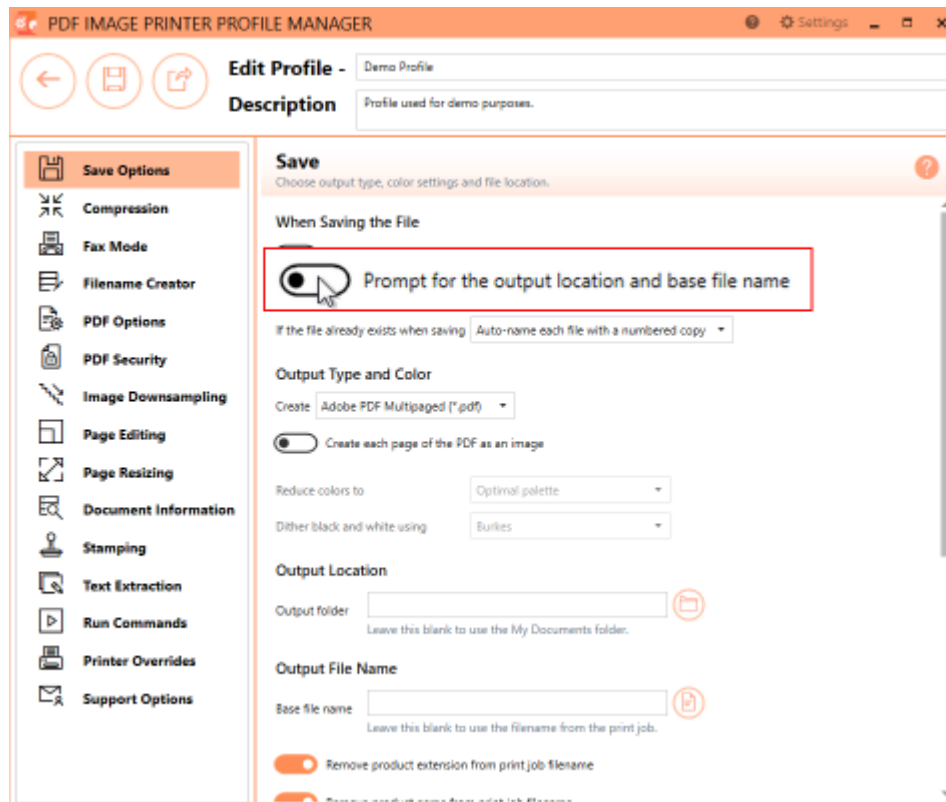 PDF IMAGE PRINTER PROFILE MANAGER
Settings
Edit Profile - Demo Profile
Description Profile used for demo purposes.
Save Options
Compression
Fax Mode
Filename Creator
PDF Options
PDF Security
Image Downsampling
Page Editing
Page Resizing
Document Information
Stamping
Text Extraction
Run Commands
Printer Overrides
Support Options
Save
Choose output type, color settings and file location.
When Saving the File
Prompt for the output location and base file name
If the file already exists when saving Auto-name each file with a numbered copy
Output Type and Color
Create Adobe PDF Multipaged (*.pdf)
Create each page of the PDF as an image
Reduce colors to Optimal palette
Dither black and white using Burkes
Output Location
Output folder
Leave this blank to use the My Documents folder.
Output File Name
Base file name
Leave this blank to use the filename from the print job.
Remove product extension from print job filename